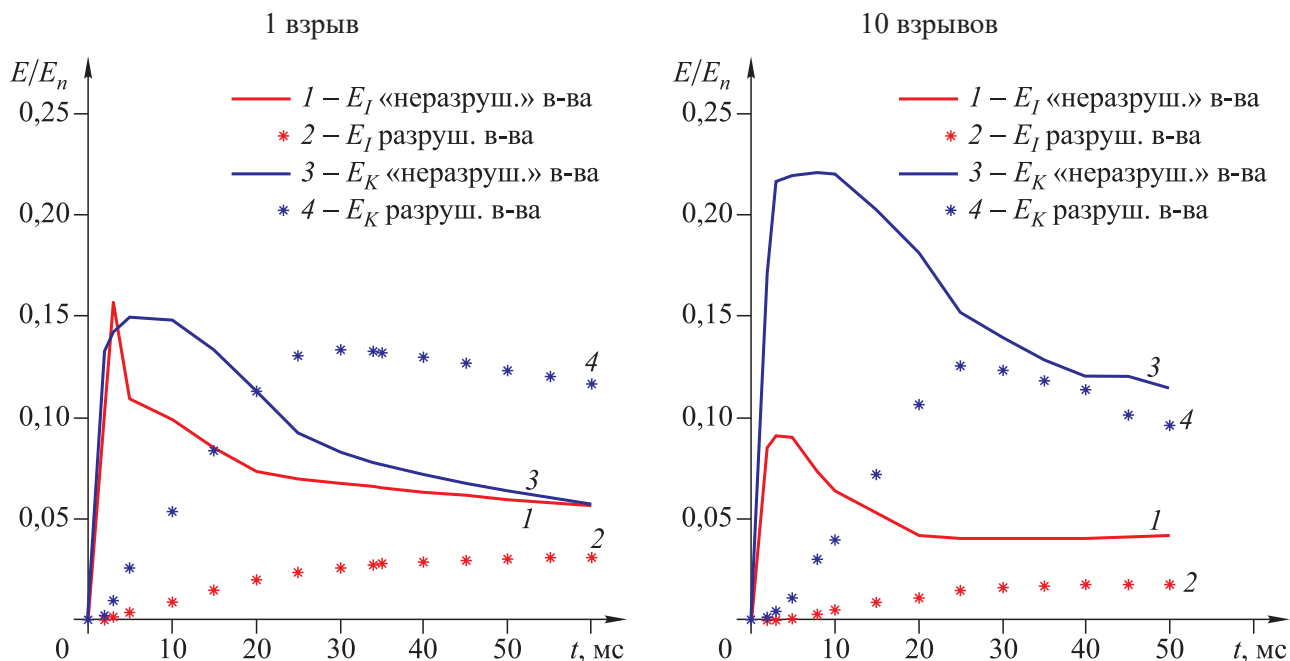 1 взрыв
E/E_n
1 – E_I «неразруш.» в-ва
2 – E_I разруш. в-ва
3 – E_K «неразруш.» в-ва
4 – E_K разруш. в-ва
0,25
0,20
0,15
0,10
0,05
4
3
1
2
0 10 20 30 40 50 t, мс
10 взрывов
E/E_n
1 – E_I «неразруш.» в-ва
2 – E_I разруш. в-ва
3 – E_K «неразруш.» в-ва
4 – E_K разруш. в-ва
0,25
0,20
0,15
0,10
0,05
3
4
1
2
0 10 20 30 40 50 t, мс